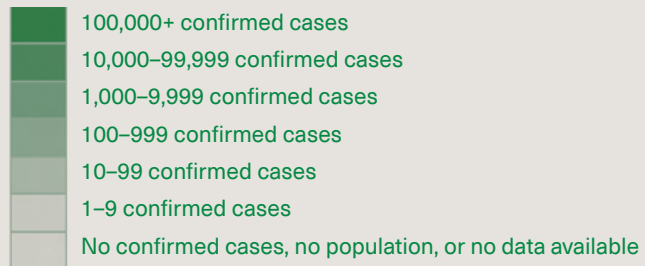 100,000+ confirmed cases
10,000–99,999 confirmed cases
1,000–9,999 confirmed cases
100–999 confirmed cases
10–99 confirmed cases
1–9 confirmed cases
No confirmed cases, no population, or no data available